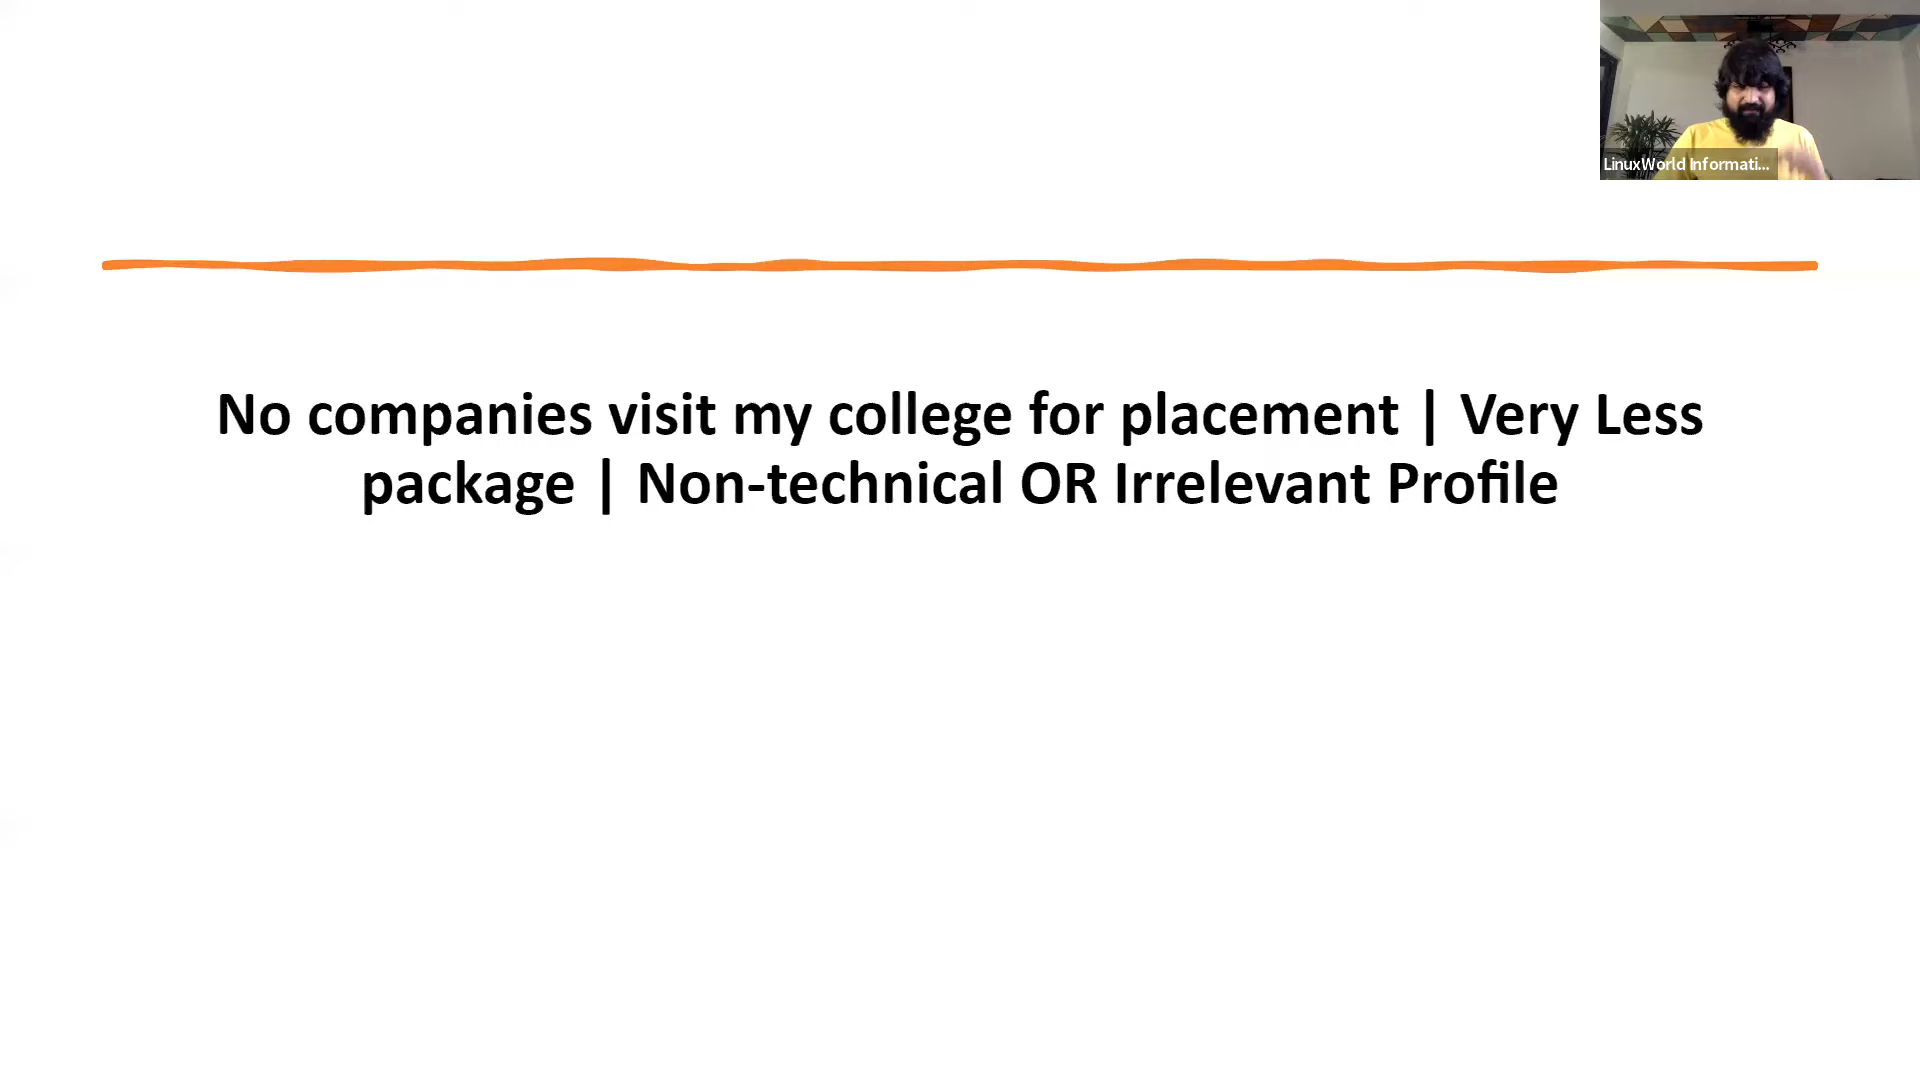 LinuxWorld Informati...
No companies visit my college for placement | Very Less
package | Non-technical OR Irrelevant Profile